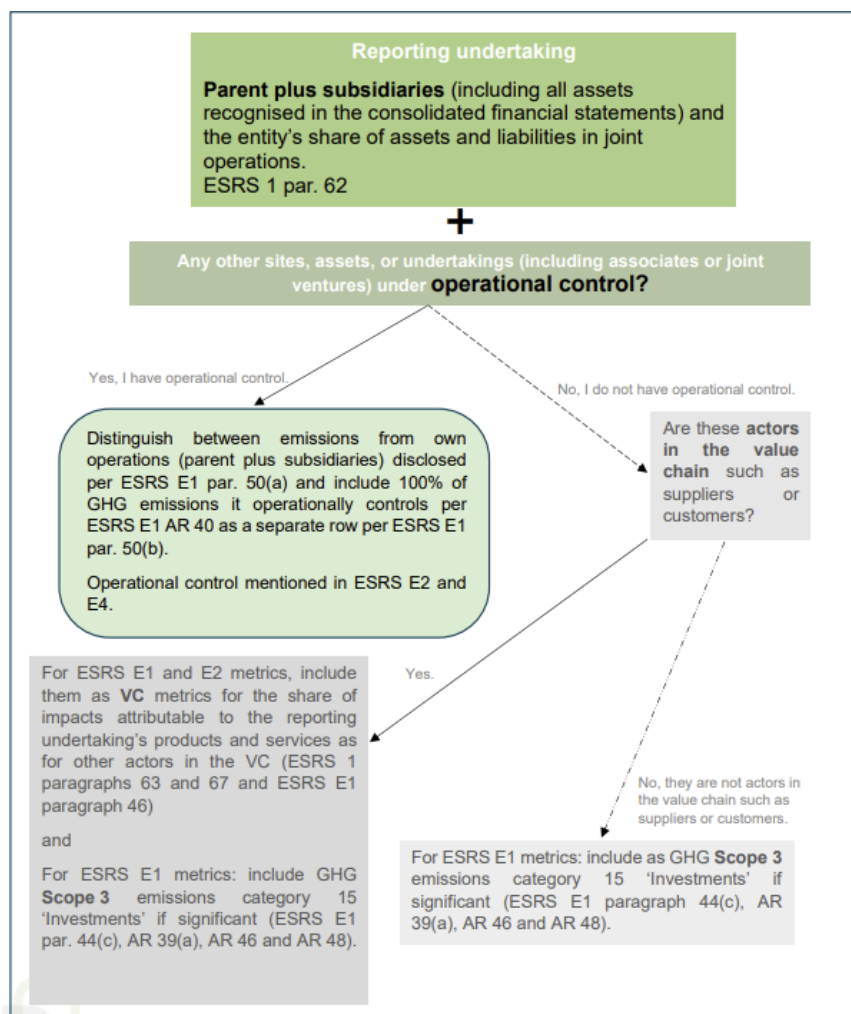 Reporting undertaking
Parent plus subsidiaries (including all assets
recognised in the consolidated financial statements) and
the entity's share of assets and liabilities in joint
operations.
ESRS 1 par. 62
+
Any other sites, assets, or undertakings (including associates or joint
ventures) under operational control?
Yes, I have operational control.
No, I do not have operational control.
Distinguish between emissions from own
operations (parent plus subsidiaries) disclosed
per ESRS E1 par. 50(a) and include 100% of
GHG emissions it operationally controls per
ESRS E1 AR 40 as a separate row per ESRS E1
par. 50(b).
Operational control mentioned in ESRS E2 and
E4.
Are these actors
in the value
chain such as
suppliers or
customers?
Yes.
For ESRS E1 and E2 metrics, include
them as VC metrics for the share of
impacts attributable to the reporting
undertaking's products and services as
for other actors in the VC (ESRS 1
paragraphs 63 and 67 and ESRS E1
paragraph 46)
and
For ESRS E1 metrics: include GHG
Scope 3 emissions category 15
'Investments' if significant (ESRS E1
par. 44(c), AR 39(a), AR 46 and AR 48).
No, they are not actors in
the value chain such as
suppliers or customers.
For ESRS E1 metrics: include as GHG Scope 3
emissions category 15 'Investments' if
significant (ESRS E1 paragraph 44(c), AR
39(a), AR 46 and AR 48).